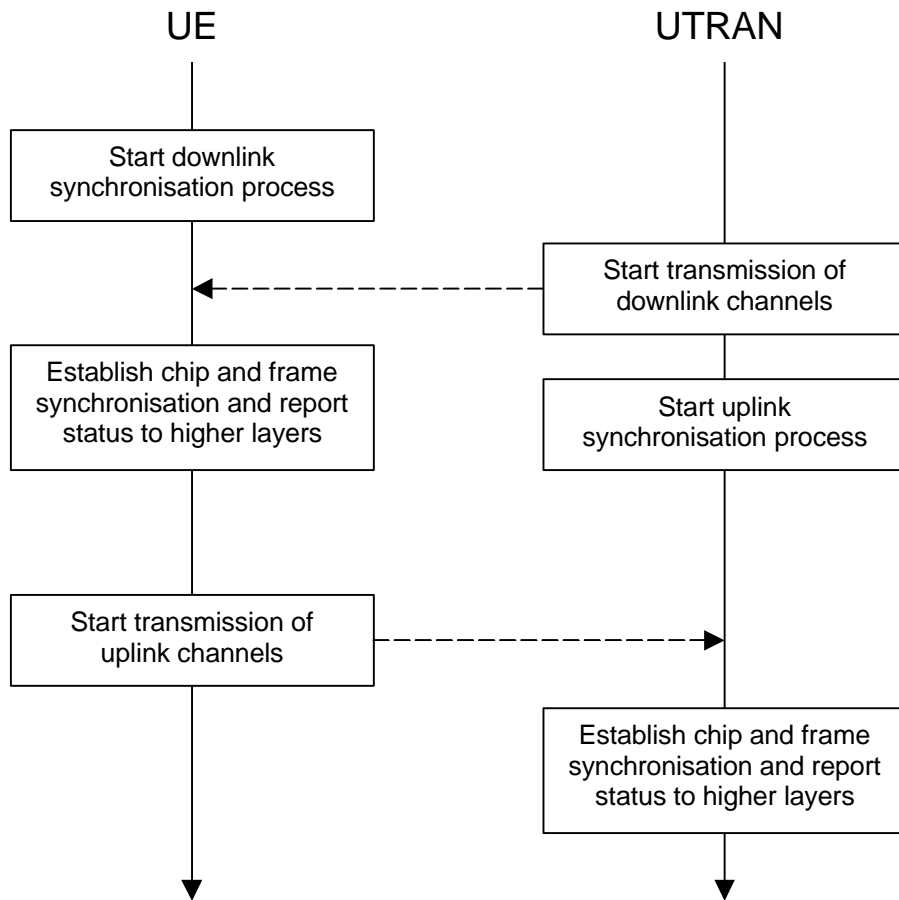 UE
UTRAN
Start downlink
synchronisation process
Start transmission of
downlink channels
Establish chip and frame
synchronisation and report
status to higher layers
Start uplink
synchronisation process
Start transmission of
uplink channels
Establish chip and frame
synchronisation and report
status to higher layers